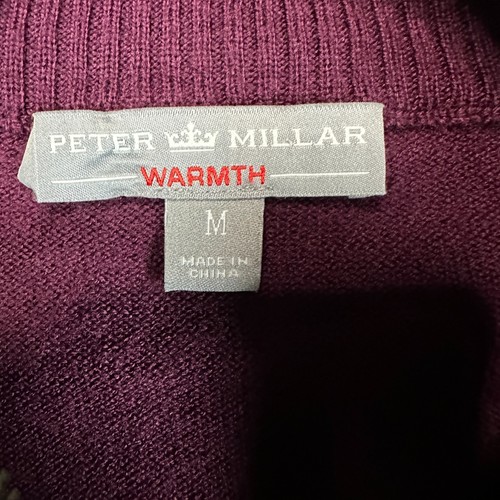 PETER MILLAR
WARMTH
M
MADE IN
CHINA